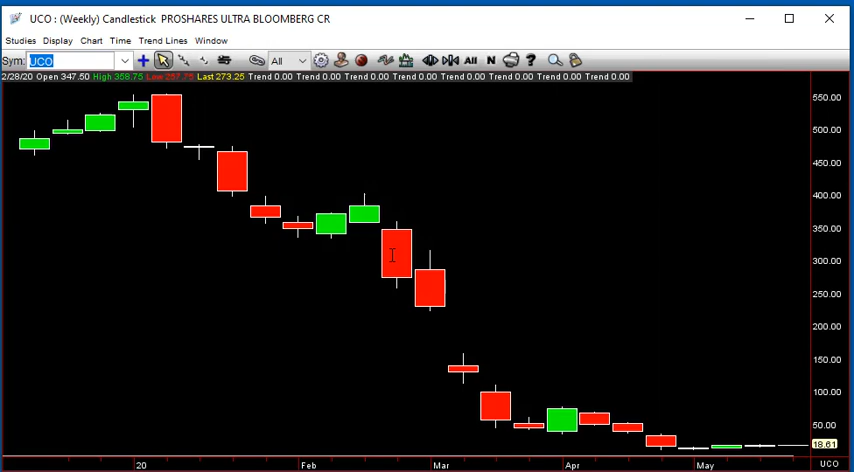 UCO : (Weekly) Candlestick PROSHARES ULTRA BLOOMBERG CR
Studies Display Chart Time Trend Lines Window
Sym: UCO All All N ?
2/28/20 Open 347.50 High 358.75 Low 257.75 Last 273.25 Trend 0.00 Trend 0.00 Trend 0.00 Trend 0.00 Trend 0.00 Trend 0.00 Trend 0.00 Trend 0.00
550.00
500.00
450.00
400.00
350.00
300.00
250.00
200.00
150.00
100.00
50.00
18.61
'20 Feb Mar Apr May UCO